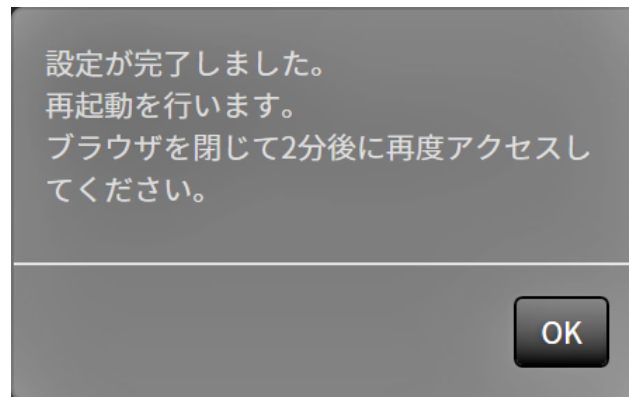 設定が完了しました。
再起動を行います。
ブラウザを閉じて2分後に再度アクセスし
てください。
OK